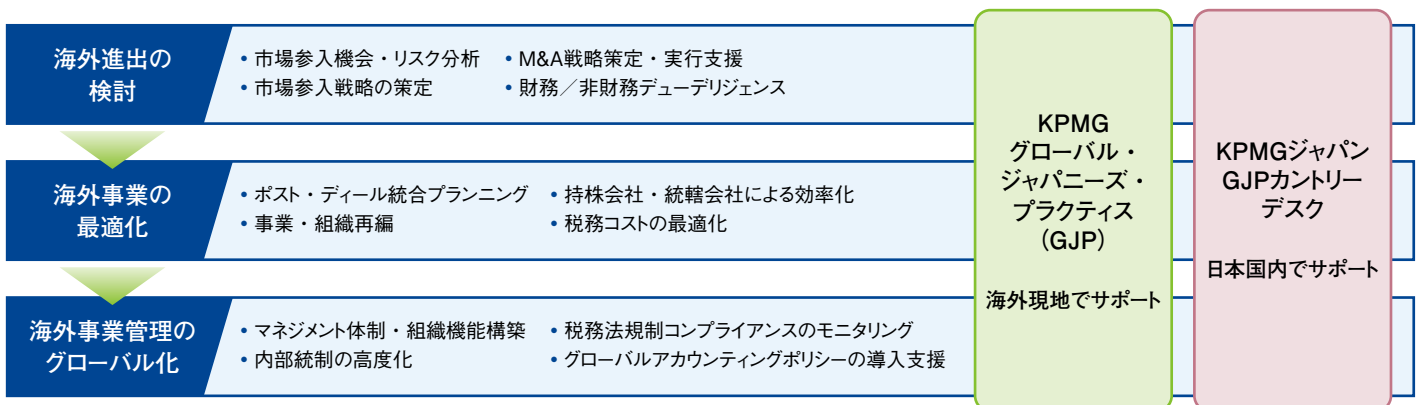 海外進出の
検討
• 市場参入機会・リスク分析
• 市場参入戦略の策定
• M&A戦略策定・実行支援
• 財務／非財務デューデリジェンス
海外事業の
最適化
• ポスト・ディール統合プランニング
• 事業・組織再編
• 持株会社・統轄会社による効率化
• 税務コストの最適化
海外事業管理の
グローバル化
• マネジメント体制・組織機能構築
• 内部統制の高度化
• 税務法規制コンプライアンスのモニタリング
• グローバルアカウンティングポリシーの導入支援
KPMG
グローバル・
ジャパニーズ・
プラクティス
（GJP）
海外現地でサポート
KPMGジャパン
GJPカントリー
デスク
日本国内でサポート